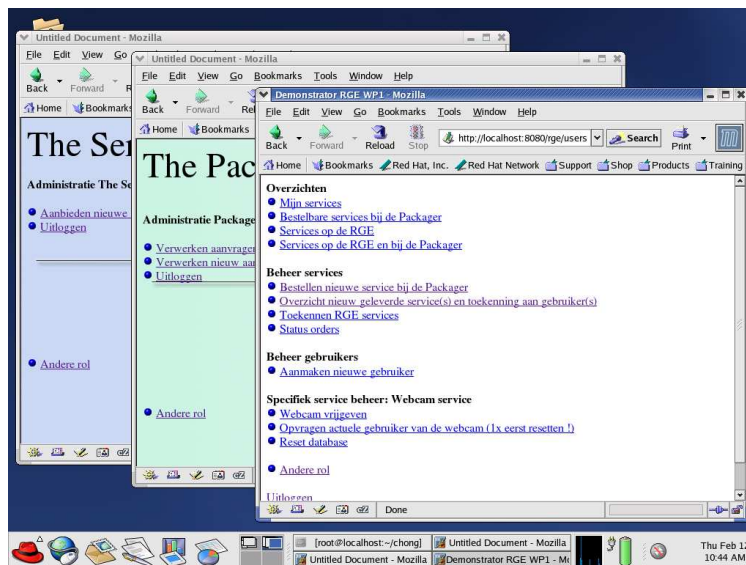 Untitled Document - Mozilla
File Edit View Go
Back Forward
Home Bookmarks
The Ser
Administratie The Se
Aanbieden nieuwe
Uitloggen
Andere rol
Untitled Document - Mozilla
File Edit View Go Bookmarks Tools Window Help
Back Forward Rel
Home Bookmarks
The Pac
Administratie Package
Verwerken aanvragen
Verwerken nieuw aan
Uitloggen
Andere rol
Demonstrator RGE WP1 - Mozilla
File Edit View Go Bookmarks Tools Window Help
Back Forward Reload Stop http://localhost:8080/rge/users Search Print
Home Bookmarks Red Hat, Inc. Red Hat Network Support Shop Products Training
Overzichten
Mijn services
Bestelbare services bij de Packager
Services op de RGE
Services op de RGE en bij de Packager
Beheer services
Bestellen nieuwe service bij de Packager
Overzicht nieuw geleverde service(s) en toekenning aan gebruiker(s)
Toekennen RGE services
Status orders
Beheer gebruikers
Aanmaken nieuwe gebruiker
Specifiek service beheer: Webcam service
Webcam vrijgeven
Opvragen actuele gebruiker van de webcam (1x eerst resetten !)
Reset database
Andere rol
Uitloggen
Done
[root@localhost:~/chong] Untitled Document - Mozilla
Untitled Document - Mozilla Demonstrator RGE WP1 - Mo
Thu Feb 12
10:44 AM